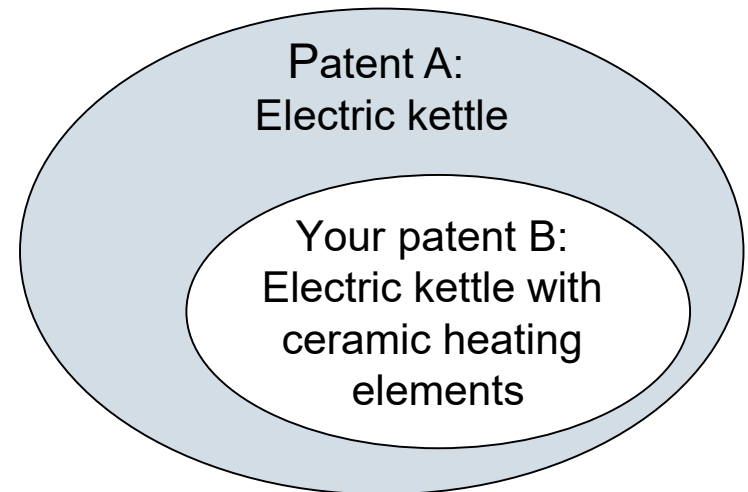 Patent A:
Electric kettle
Your patent B:
Electric kettle with
ceramic heating
elements